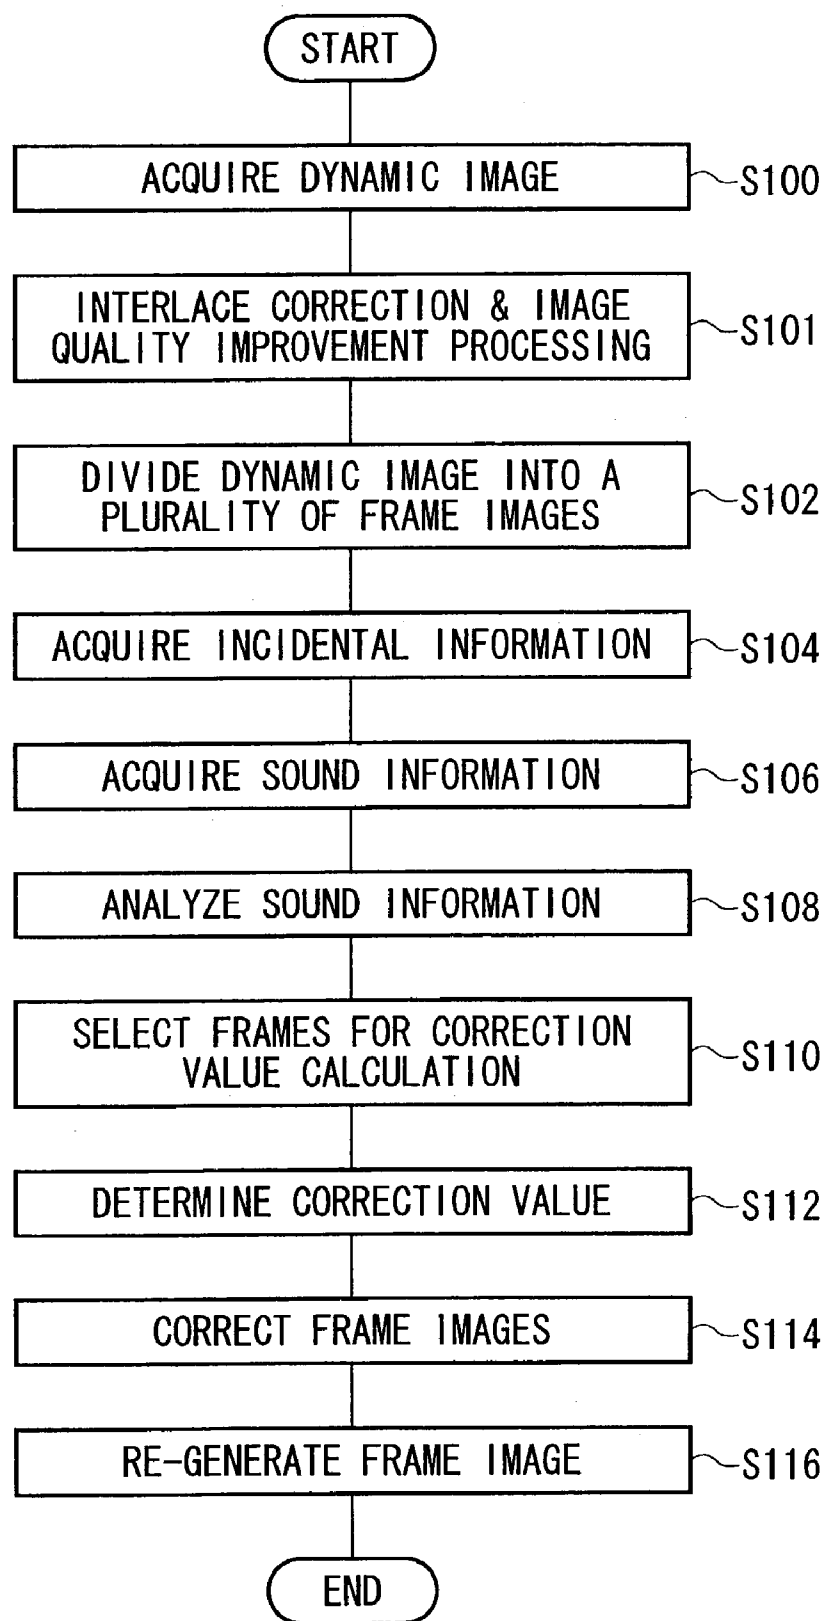 START
ACQUIRE DYNAMIC IMAGE
S100
INTERLACE CORRECTION & IMAGE
QUALITY IMPROVEMENT PROCESSING
S101
DIVIDE DYNAMIC IMAGE INTO A
PLURALITY OF FRAME IMAGES
S102
ACQUIRE INCIDENTAL INFORMATION
S104
ACQUIRE SOUND INFORMATION
S106
ANALYZE SOUND INFORMATION
S108
SELECT FRAMES FOR CORRECTION
VALUE CALCULATION
S110
DETERMINE CORRECTION VALUE
S112
CORRECT FRAME IMAGES
S114
RE-GENERATE FRAME IMAGE
S116
END